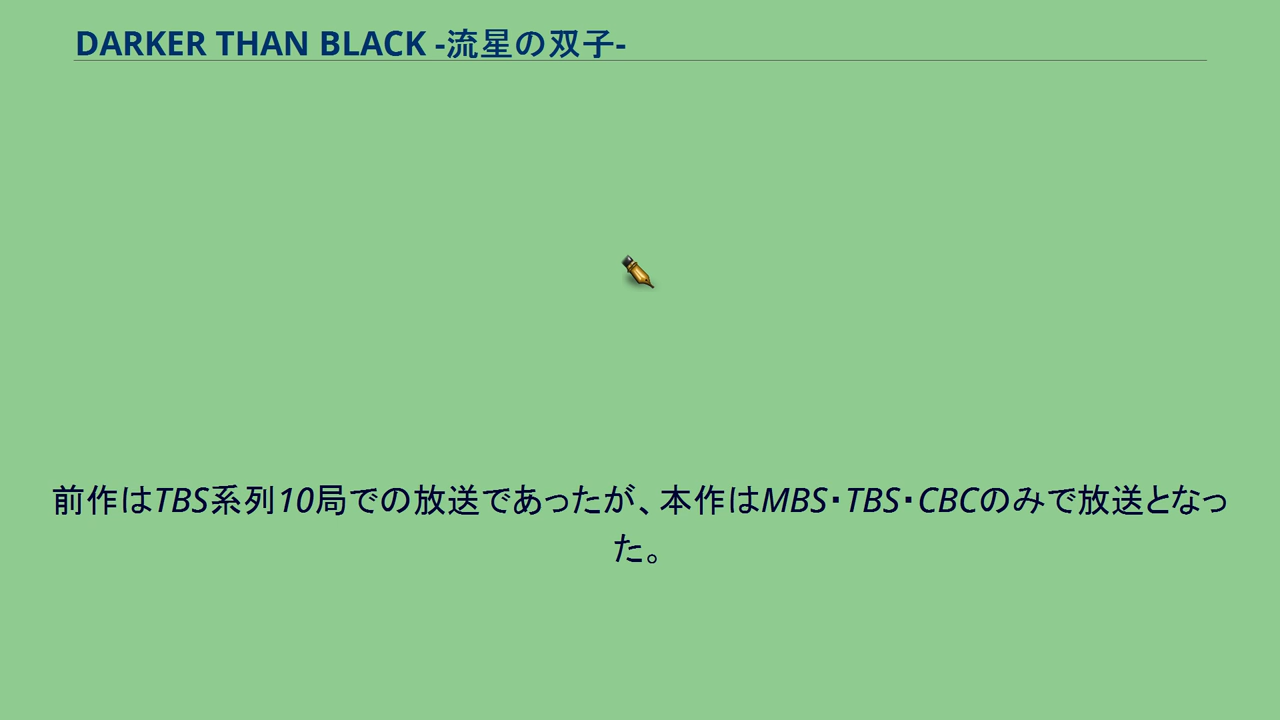 DARKER THAN BLACK -流星の双子-
前作はTBS系列10局での放送であったが、本作はMBS・TBS・CBCのみで放送となっ
た。